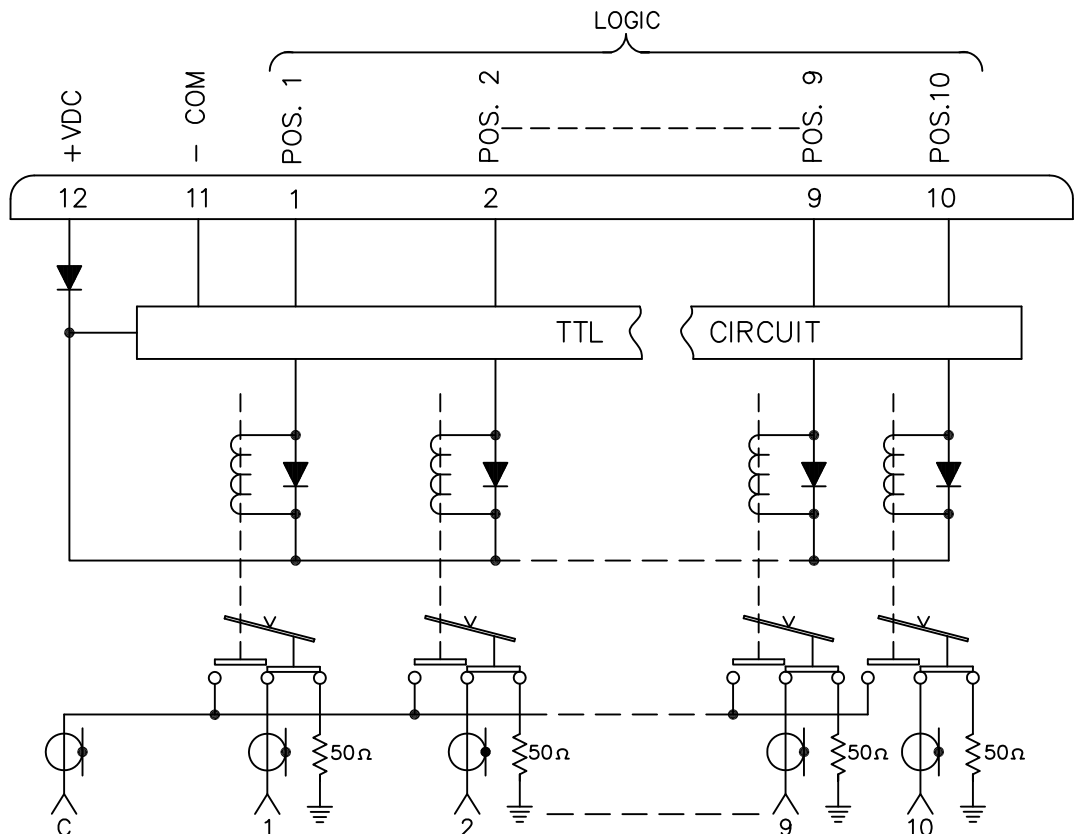 LOGIC
+VDC
- COM
POS. 1
POS. 2
POS. 9
POS.10
12 11 1 2 9 10
TTL CIRCUIT
50Ω 50Ω 50Ω 50Ω
C 1 2 9 10